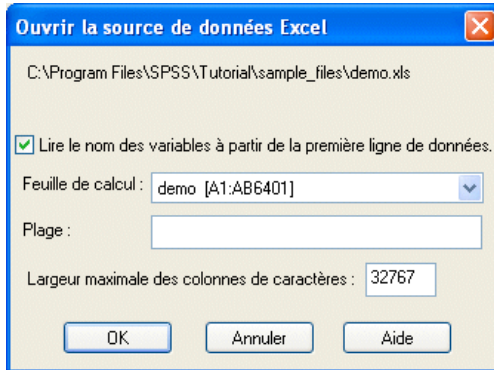 Ouvrir la source de données Excel
C:\Program Files\SPSS\Tutorial\sample_files\demo.xls
Lire le nom des variables à partir de la première ligne de données.
Feuille de calcul : demo [A1:AB6401]
Plage :
Largeur maximale des colonnes de caractères : 32767
OK Annuler Aide